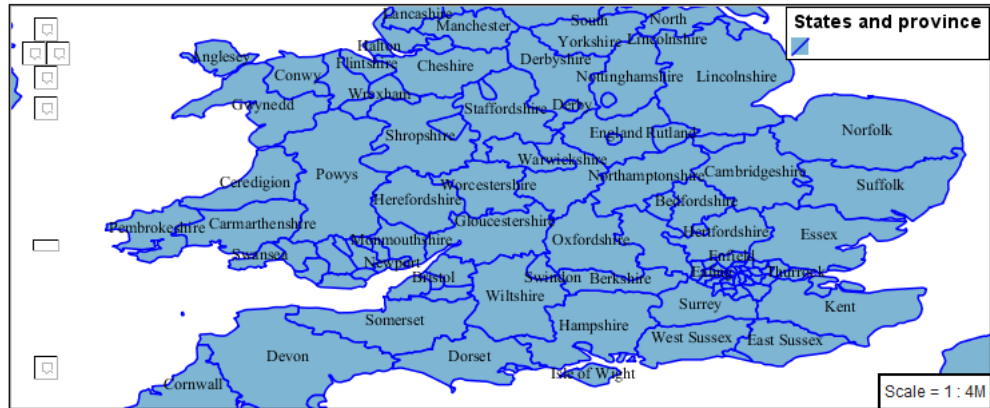 States and province
Lancashire
Manchester
South
Yorkshire
North
Lincolnshire
Anglesey
Halton
Flintshire
Cheshire
Derbyshire
Nottinghamshire
Lincolnshire
Conwy
Wrexham
Gwynedd
Staffordshire
Derby
Shropshire
England
Rutland
Norfolk
Powys
Warwickshire
Northamptonshire
Cambridgeshire
Suffolk
Ceredigion
Worcestershire
Herefordshire
Bedfordshire
Pembrokeshire
Carmarthenshire
Gloucestershire
Monmouthshire
Oxfordshire
Hertfordshire
Essex
Swansea
Newport
Enfield
Ealing
Thurrock
Bristol
Swindon
Berkshire
Wiltshire
Surrey
Kent
Somerset
Hampshire
West Sussex
East Sussex
Devon
Dorset
Isle of Wight
Cornwall
Scale = 1 : 4M